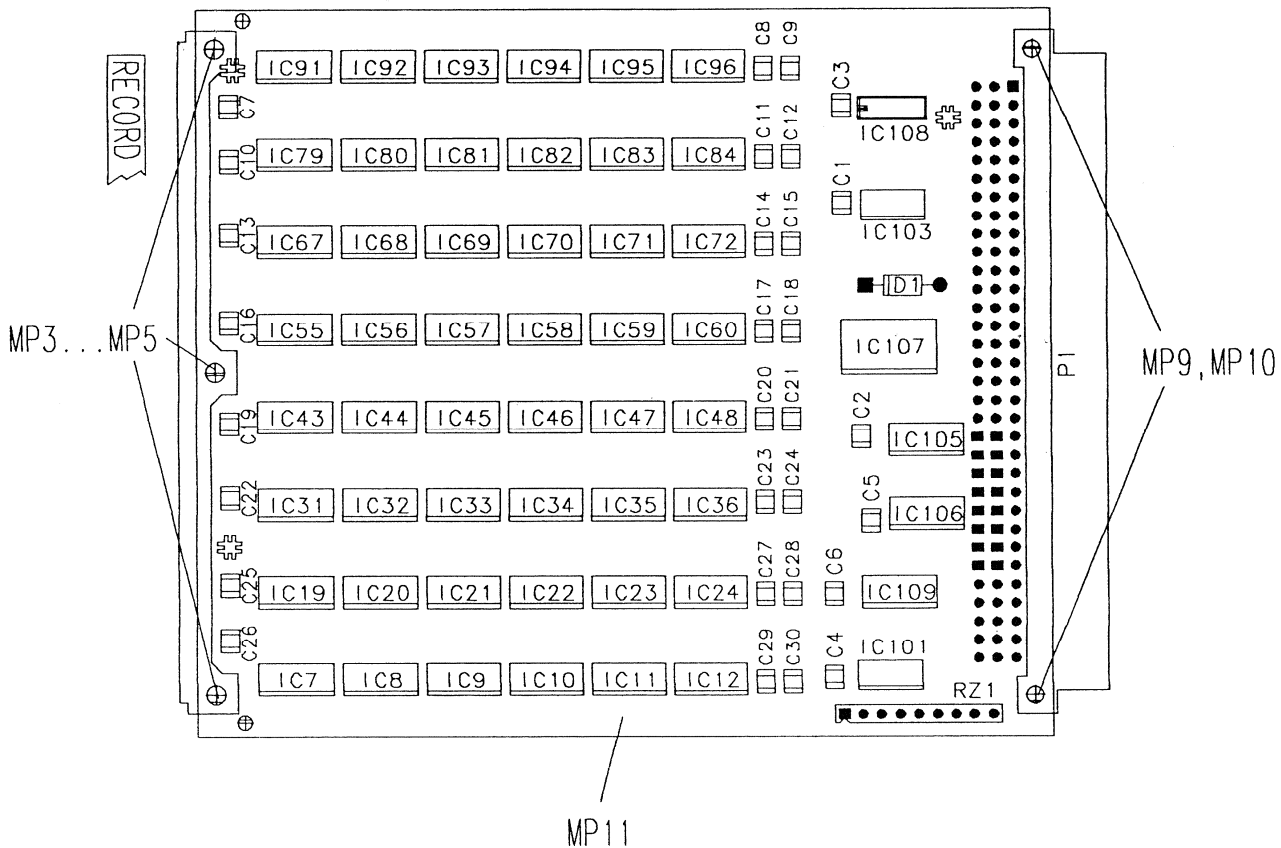 C8 C9
RECORD
IC91 IC92 IC93 IC94 IC95 IC96
C7
C3
IC108
C11 C12
C10
IC79 IC80 IC81 IC82 IC83 IC84
C1
IC103
C14 C15
C13
IC67 IC68 IC69 IC70 IC71 IC72
D1
C17 C18
C16
IC55 IC56 IC57 IC58 IC59 IC60
IC107
MP3...MP5
P1
MP9,MP10
C20 C21
C19
IC43 IC44 IC45 IC46 IC47 IC48
C2
IC105
C23 C24
C22
IC31 IC32 IC33 IC34 IC35 IC36
C5
IC106
C27 C28
C25
IC19 IC20 IC21 IC22 IC23 IC24
C6
IC109
C29 C30
C26
IC7 IC8 IC9 IC10 IC11 IC12
C4
IC101
RZ1
MP11